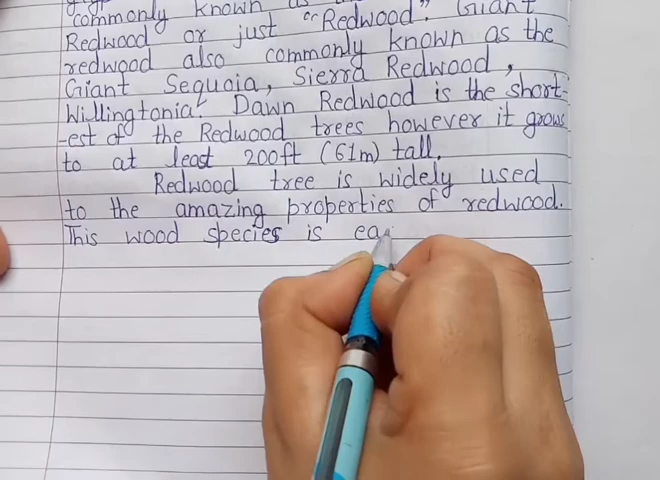 commonly known as
Redwood or just "Redwood". Giant
redwood also commonly known as the
Giant Sequoia, Sierra Redwood,
Willingtonia. Dawn Redwood is the short-
-est of the Redwood trees however it grows
to at least 200ft (61m) tall.
Redwood tree is widely used
to the amazing properties of redwood.
This wood species is ea